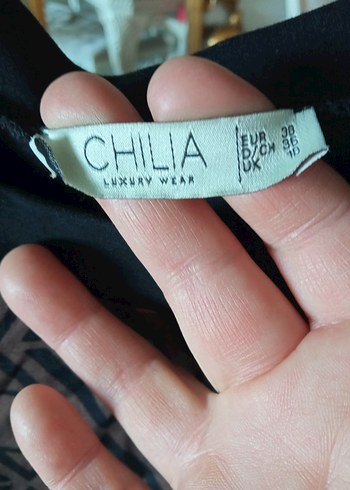 CHILIA
LUXURY WEAR
EUR 38
D/CH 36
UK 10